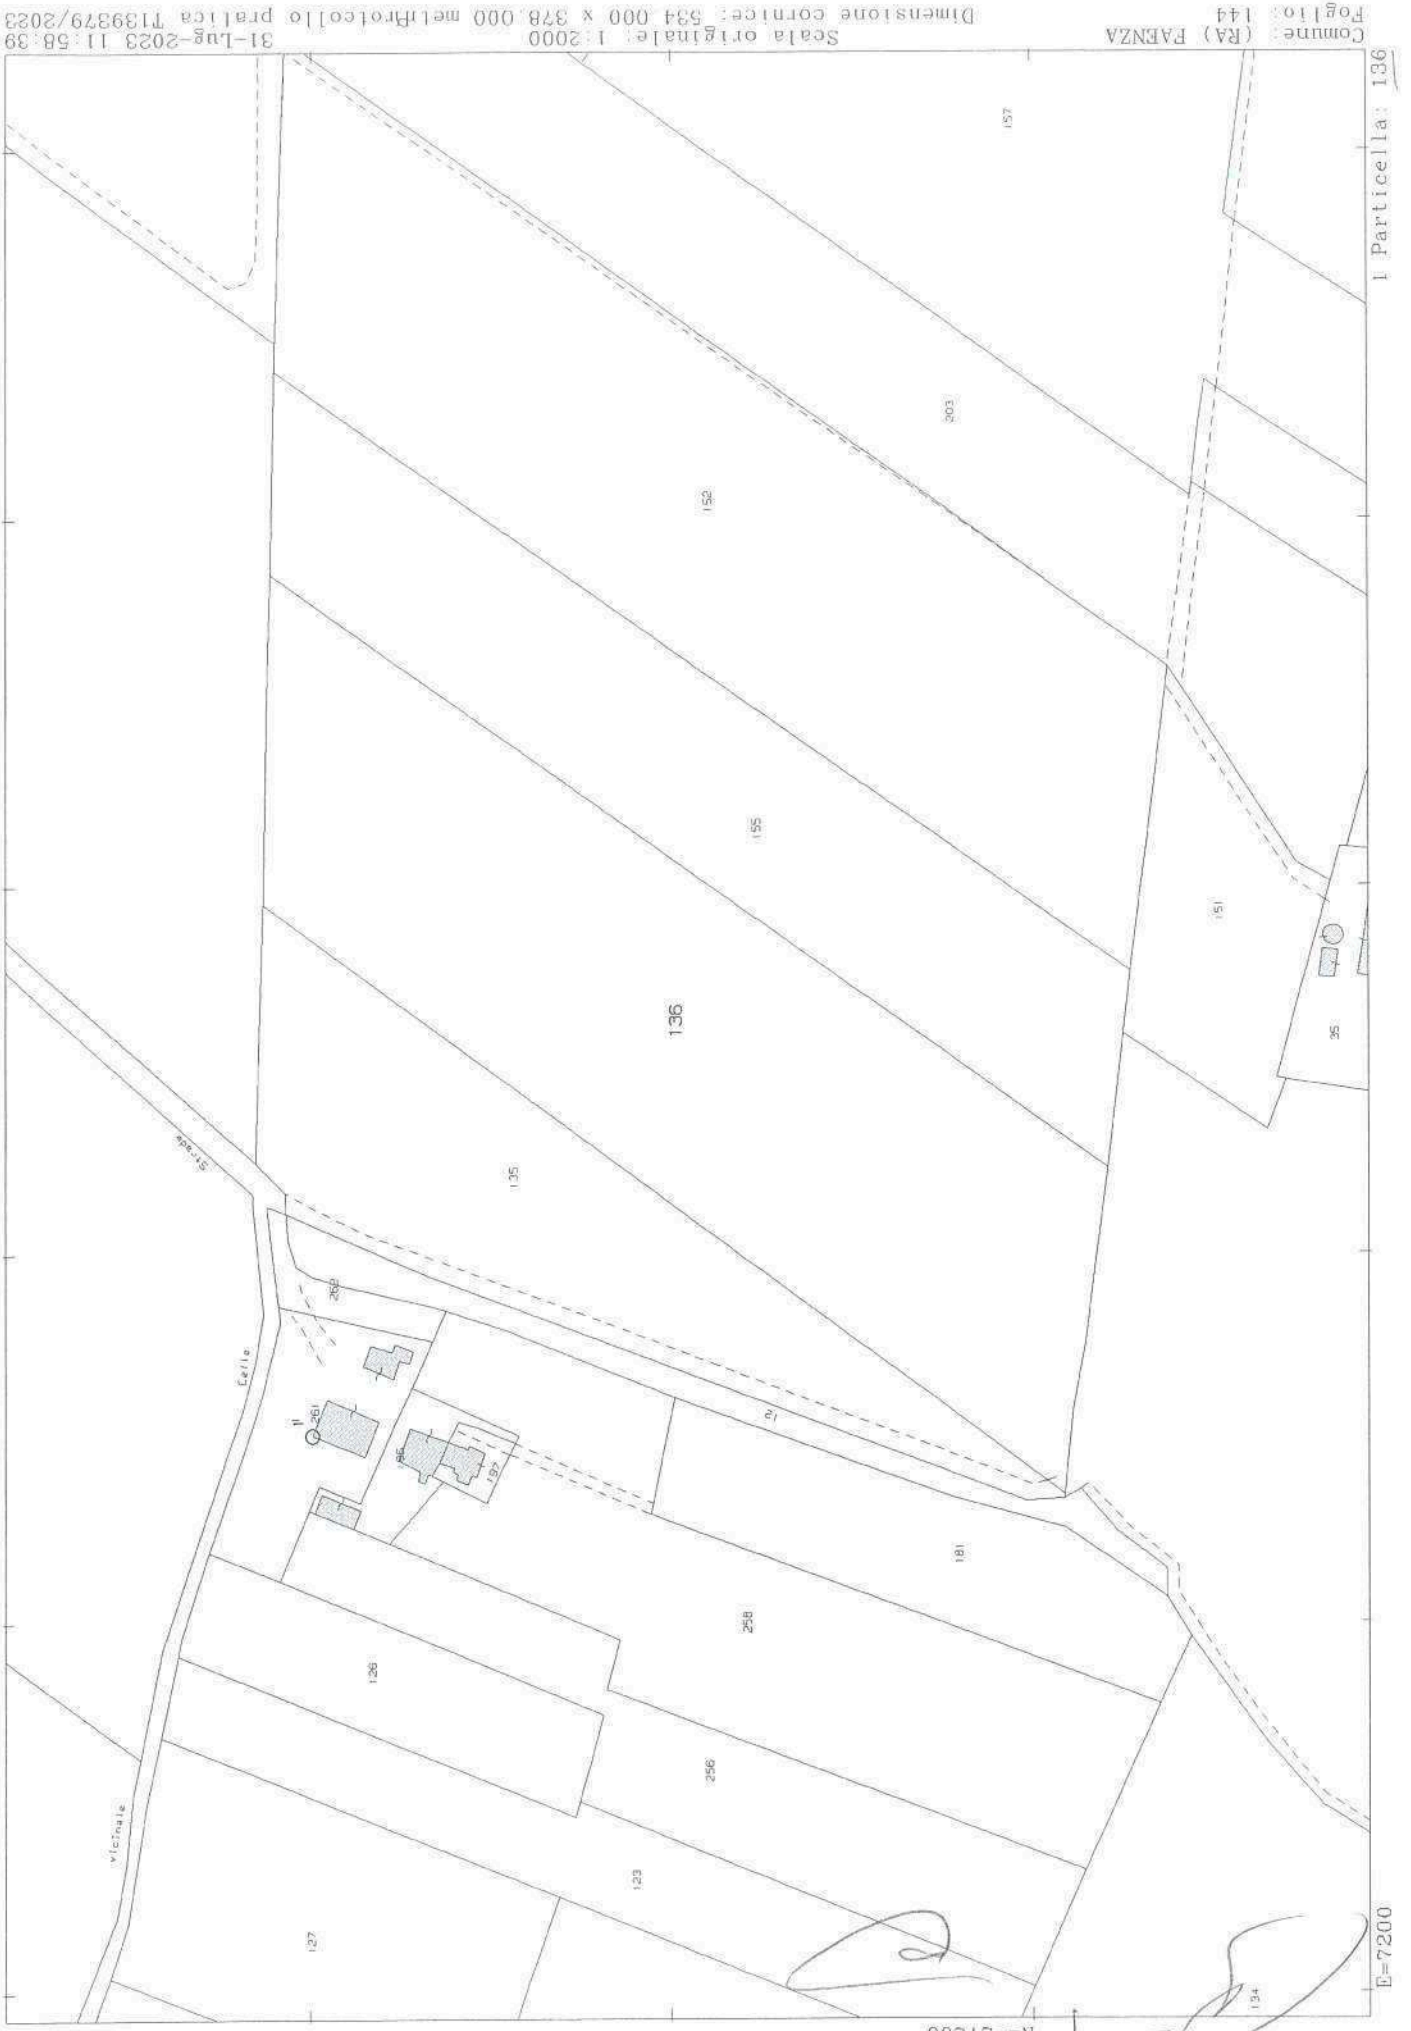 Comune: (RA) FAENZA
Foglio: 144
Scala originale: 1:2000
Dimensione cornice: 534.000 x 378.000 metri
31-Lug-2023 11:58:39
Protocollo pratica T139379/2023
1 Particella: 136
E=7200
157
203
152
155
151
136
35
135
Strada
262
Celle
261
196
197
12
181
258
126
256
vicinale
123
127
134